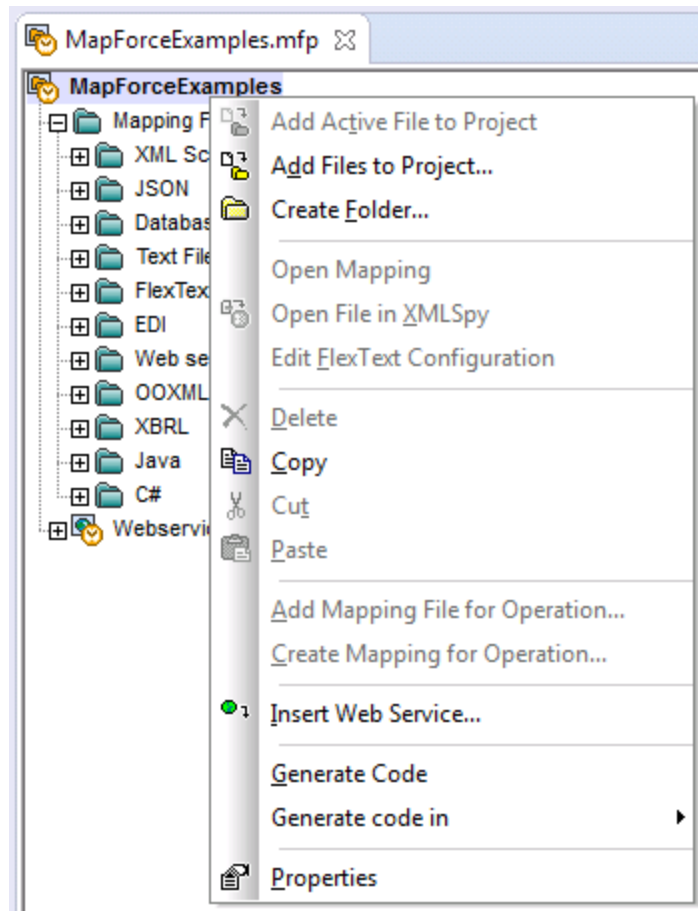 MapForceExamples.mfp
MapForceExamples
Mapping F
XML Sc
JSON
Databas
Text File
FlexTex
EDI
Web se
OOXML
XBRL
Java
C#
Webservi
Add Active File to Project
Add Files to Project...
Create Folder...
Open Mapping
Open File in XMLSpy
Edit FlexText Configuration
Delete
Copy
Cut
Paste
Add Mapping File for Operation...
Create Mapping for Operation...
Insert Web Service...
Generate Code
Generate code in
Properties